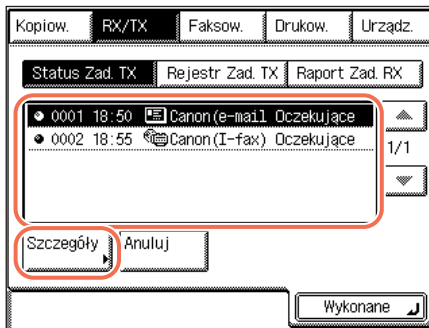 Kopiow. RX/TX Faksow. Drukow. Urządz.
Status Zad. TX Rejestr Zad. TX Raport Zad. RX
0001 18:50 Canon(e-mail Oczekujące
0002 18:55 Canon(I-fax) Oczekujące
1/1
Szczegóły Anuluj
Wykonane